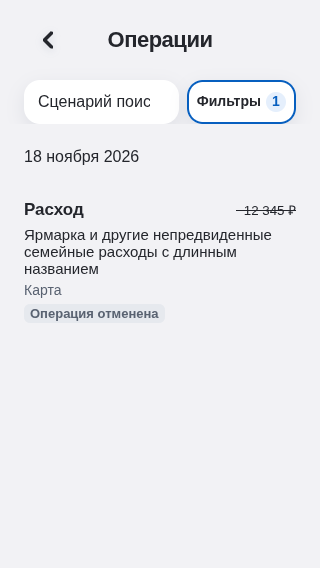 Операции
Сценарий поис
Фильтры 1
18 ноября 2026
Расход
−12 345 ₽
Ярмарка и другие непредвиденные
семейные расходы с длинным
названием
Карта
Операция отменена